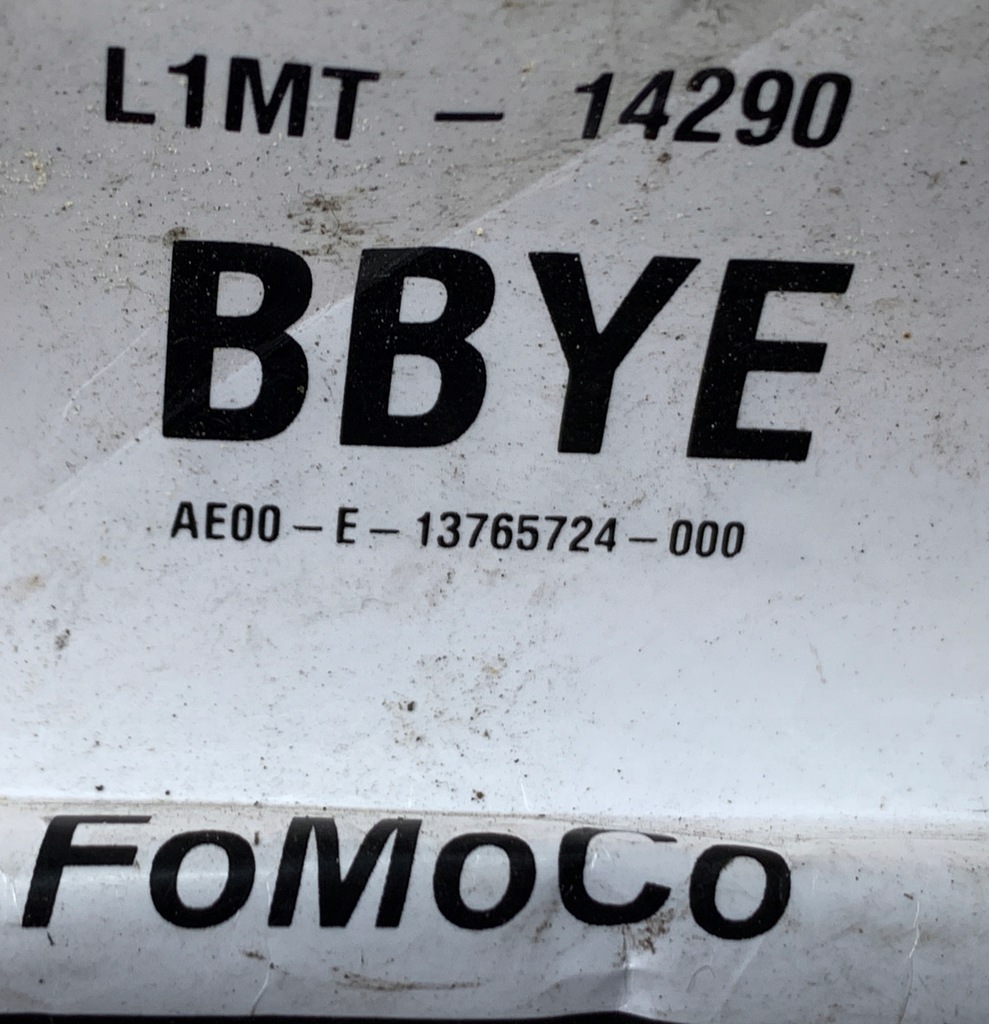 L1MT – 14290
BBYE
AE00 – E – 13765724 – 000
FoMoCo